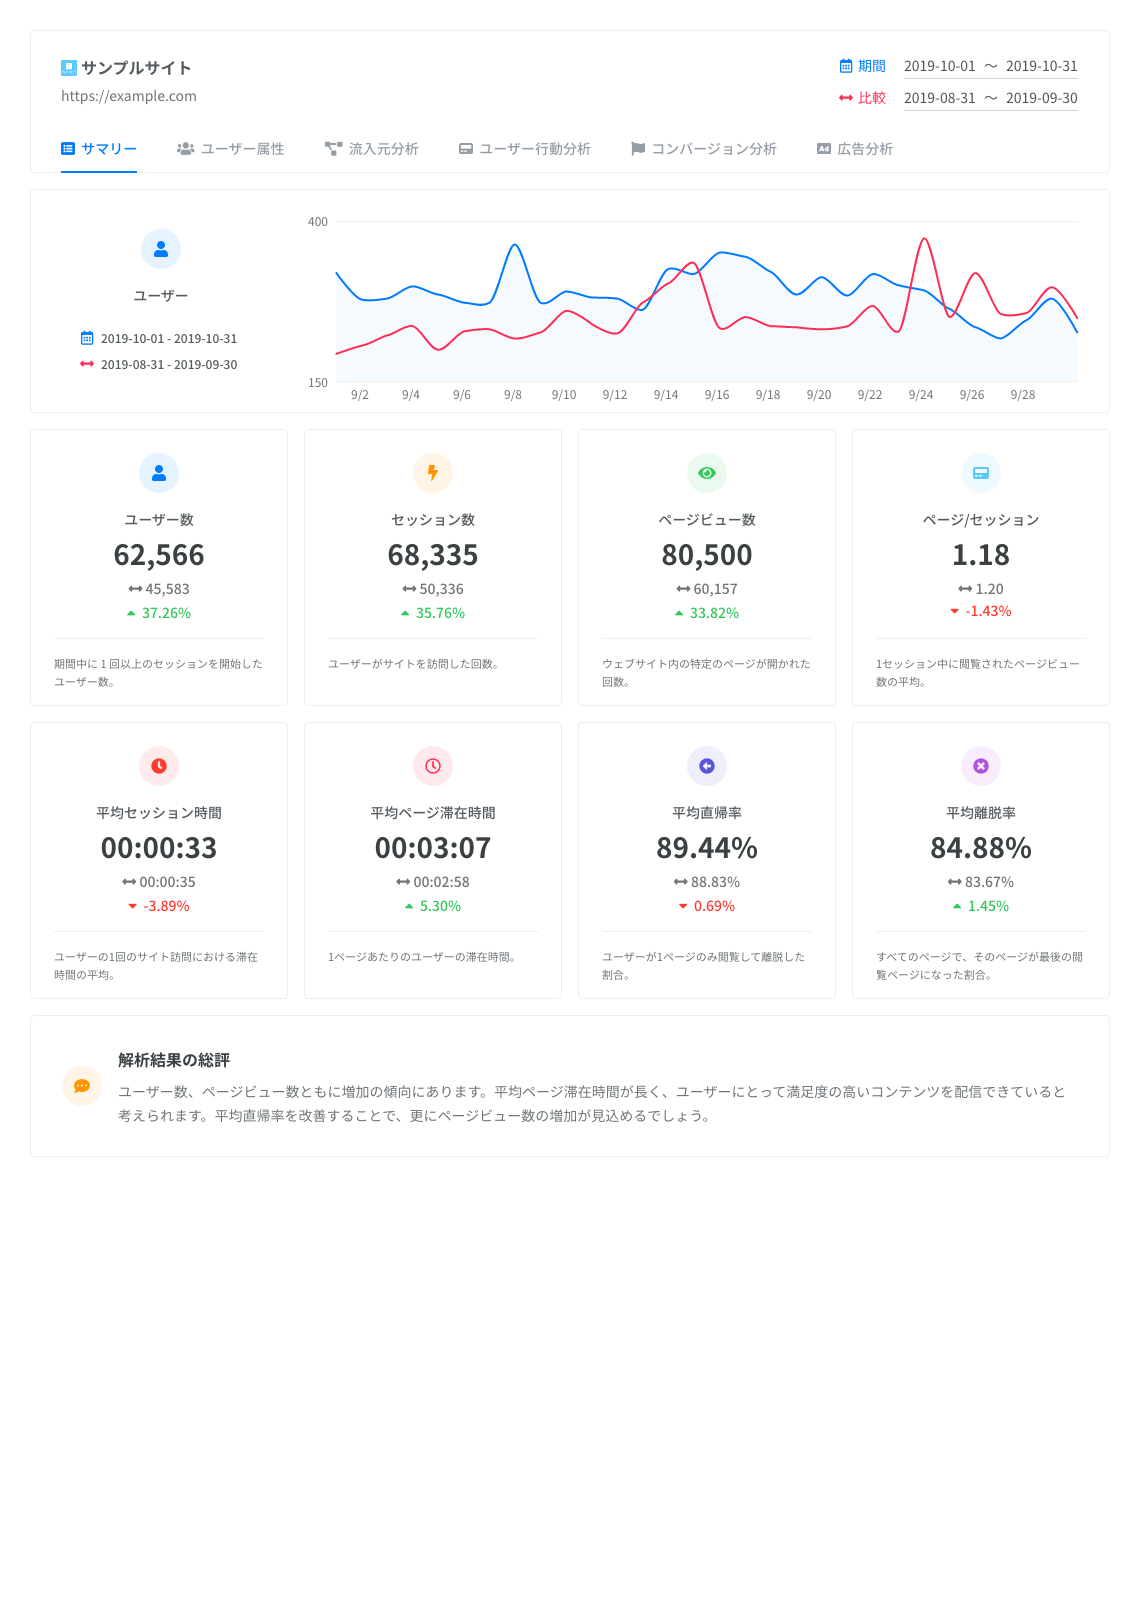 サンプルサイト
https://example.com
期間 2019-10-01 〜 2019-10-31
比較 2019-08-31 〜 2019-09-30
サマリー ユーザー属性 流入元分析 ユーザー行動分析 コンバージョン分析 Ad 広告分析
ユーザー
2019-10-01 - 2019-10-31
2019-08-31 - 2019-09-30
400
150
9/2 9/4 9/6 9/8 9/10 9/12 9/14 9/16 9/18 9/20 9/22 9/24 9/26 9/28
ユーザー数
62,566
45,583
37.26%
期間中に１回以上のセッションを開始した
ユーザー数。
セッション数
68,335
50,336
35.76%
ユーザーがサイトを訪問した回数。
ページビュー数
80,500
60,157
33.82%
ウェブサイト内の特定のページが開かれた
回数。
ページ/セッション
1.18
1.20
-1.43%
1セッション中に閲覧されたページビュー
数の平均。
平均セッション時間
00:00:33
00:00:35
-3.89%
ユーザーの1回のサイト訪問における滞在
時間の平均。
平均ページ滞在時間
00:03:07
00:02:58
5.30%
1ページあたりのユーザーの滞在時間。
平均直帰率
89.44%
88.83%
0.69%
ユーザーが1ページのみ閲覧して離脱した
割合。
平均離脱率
84.88%
83.67%
1.45%
すべてのページで、そのページが最後の閲
覧ページになった割合。
解析結果の総評
ユーザー数、ページビュー数ともに増加の傾向にあります。平均ページ滞在時間が長く、ユーザーにとって満足度の高いコンテンツを配信できていると
考えられます。平均直帰率を改善することで、更にページビュー数の増加が見込めるでしょう。